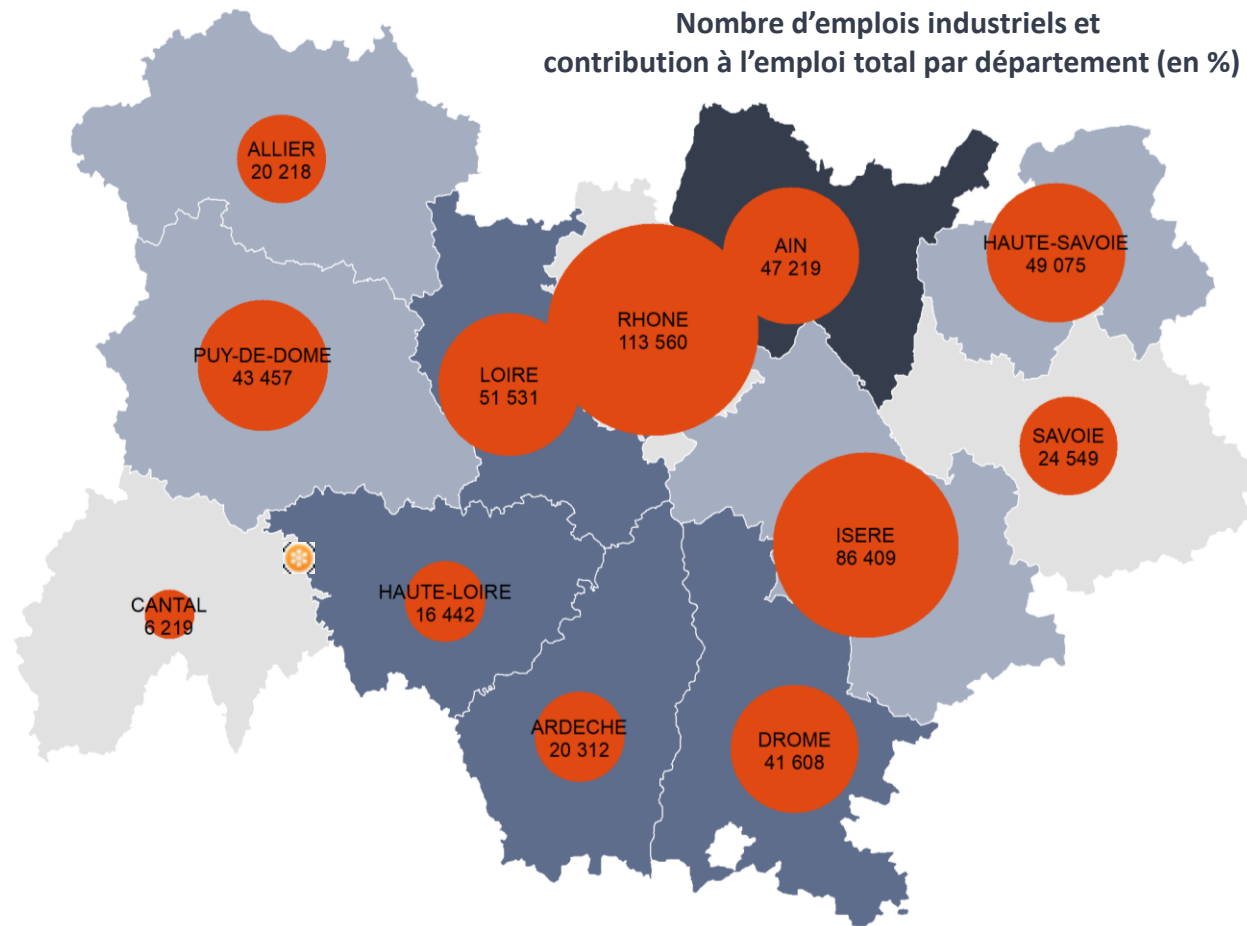 Nombre d’emplois industriels et
contribution à l’emploi total par département (en %)
ALLIER
20 218
AIN
47 219
HAUTE-SAVOIE
49 075
RHONE
113 560
PUY-DE-DOME
43 457
LOIRE
51 531
SAVOIE
24 549
ISERE
86 409
HAUTE-LOIRE
16 442
CANTAL
6 219
ARDECHE
20 312
DROME
41 608